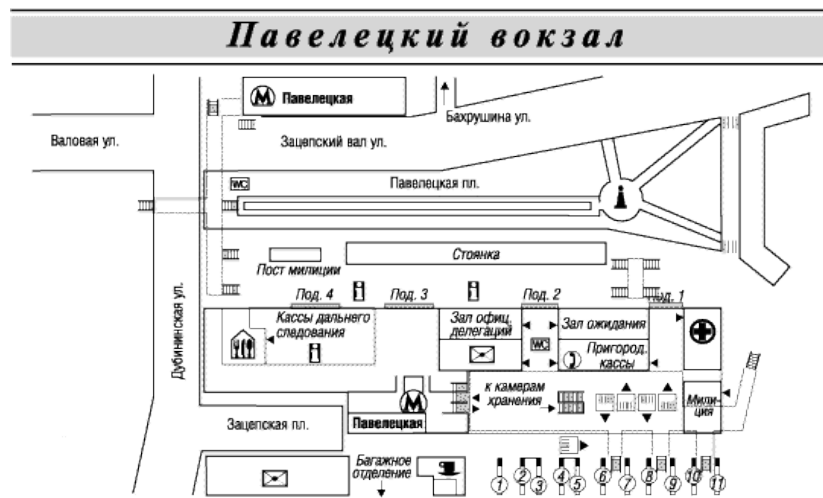 Павелецкий вокзал
М Павелецкая
Бахрушина ул.
Валовая ул.
Зацепский вал ул.
WC
Павелецкая пл.
Стоянка
Пост милиции
Под. 4
Под. 3
Под. 2
Под. 1
Дубининская ул.
Кассы дальнего
следования
Зал офиц.
делегаций
Зал ожидания
WC
Пригород.
кассы
к камерам
хранения
Мили-
ция
М
Павелецкая
Зацепская пл.
Багажное
отделение
1 2 3 4 5 6 7 8 9 10 11